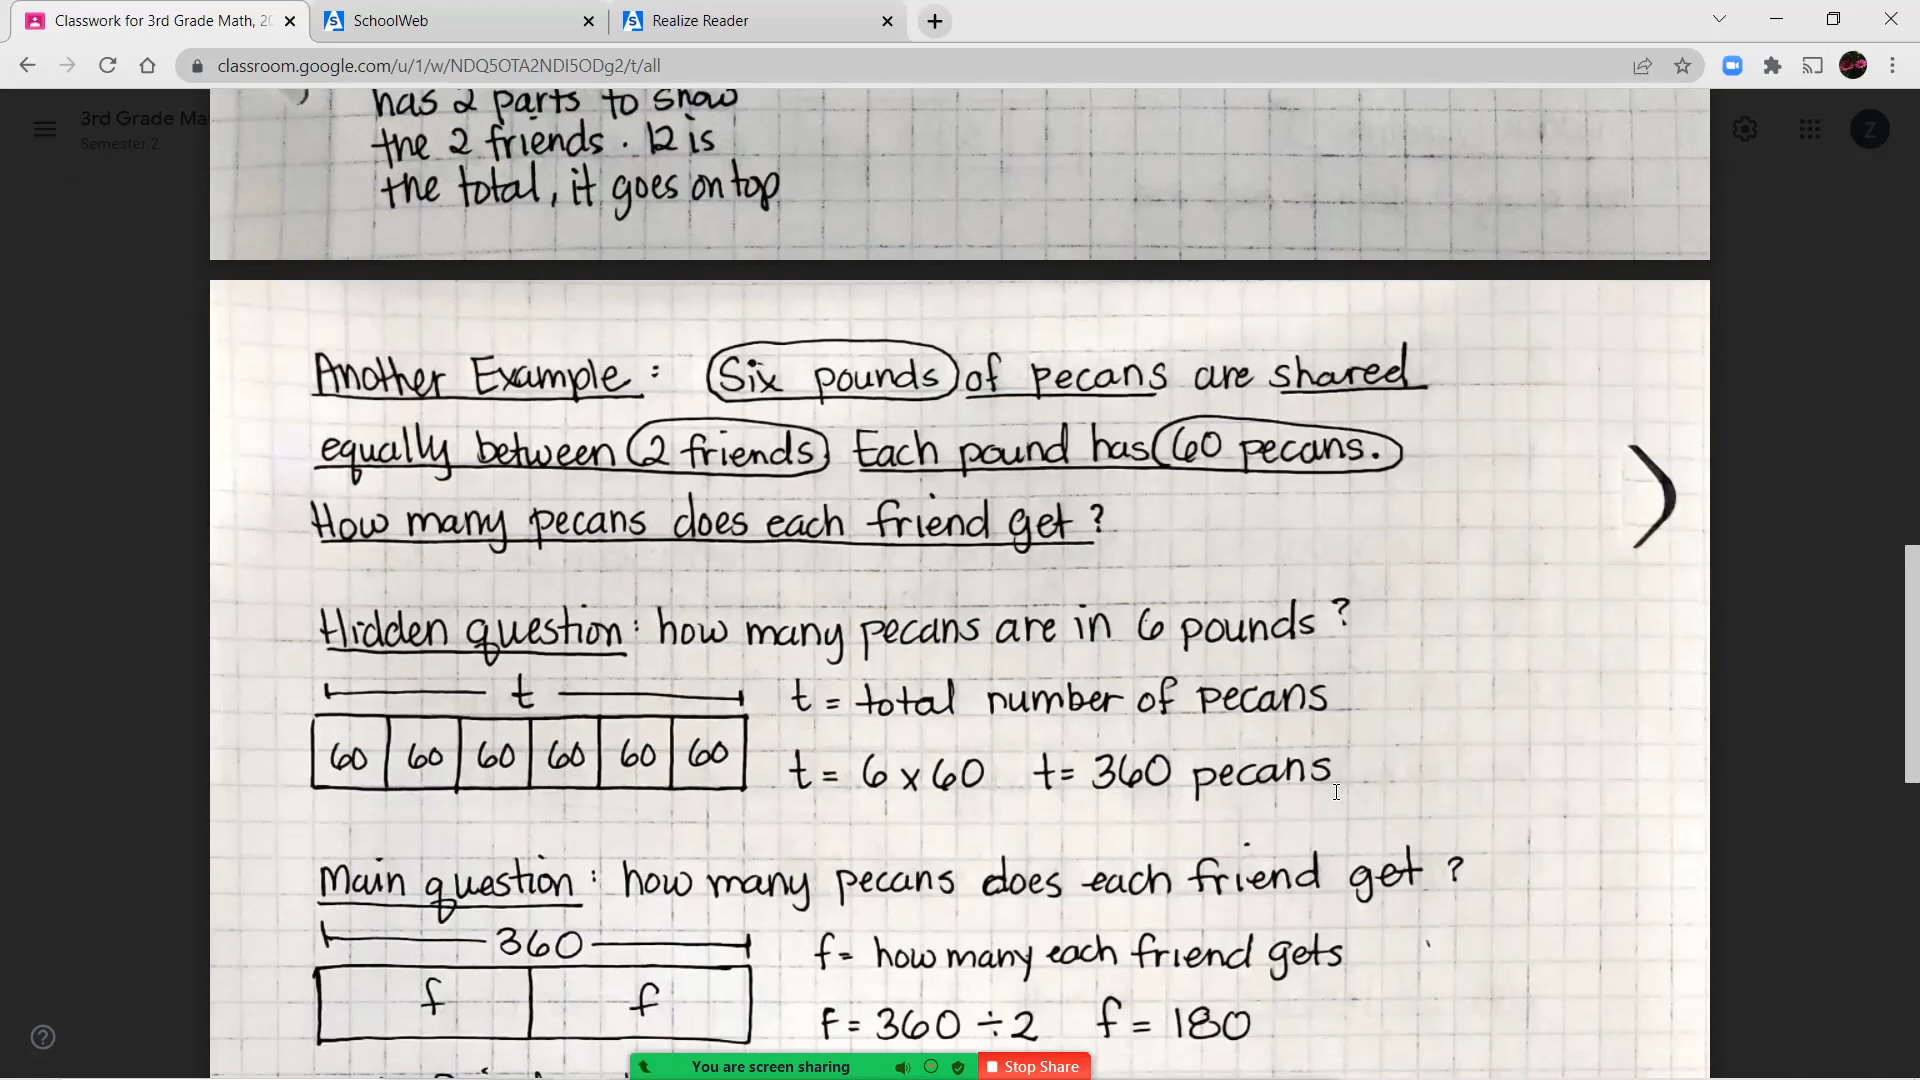 Classwork for 3rd Grade Math, 20
SchoolWeb
Realize Reader
classroom.google.com/u/1/w/NDQ5OTA2NDI5ODg2/t/all
3rd Grade Ma
Semester 2
Z
has 2 parts to show
the 2 friends. 12 is
the total, it goes on top
Another Example: Six pounds of pecans are shared
equally between 2 friends. Each pound has 60 pecans.
How many pecans does each friend get?
Hidden question: how many pecans are in 6 pounds?
t
t = total number of pecans
60 60 60 60 60 60
t = 6 x 60 t = 360 pecans
Main question: how many pecans does each friend get?
360
f = how many each friend gets
f f
f = 360 ÷ 2 f = 180
You are screen sharing
Stop Share